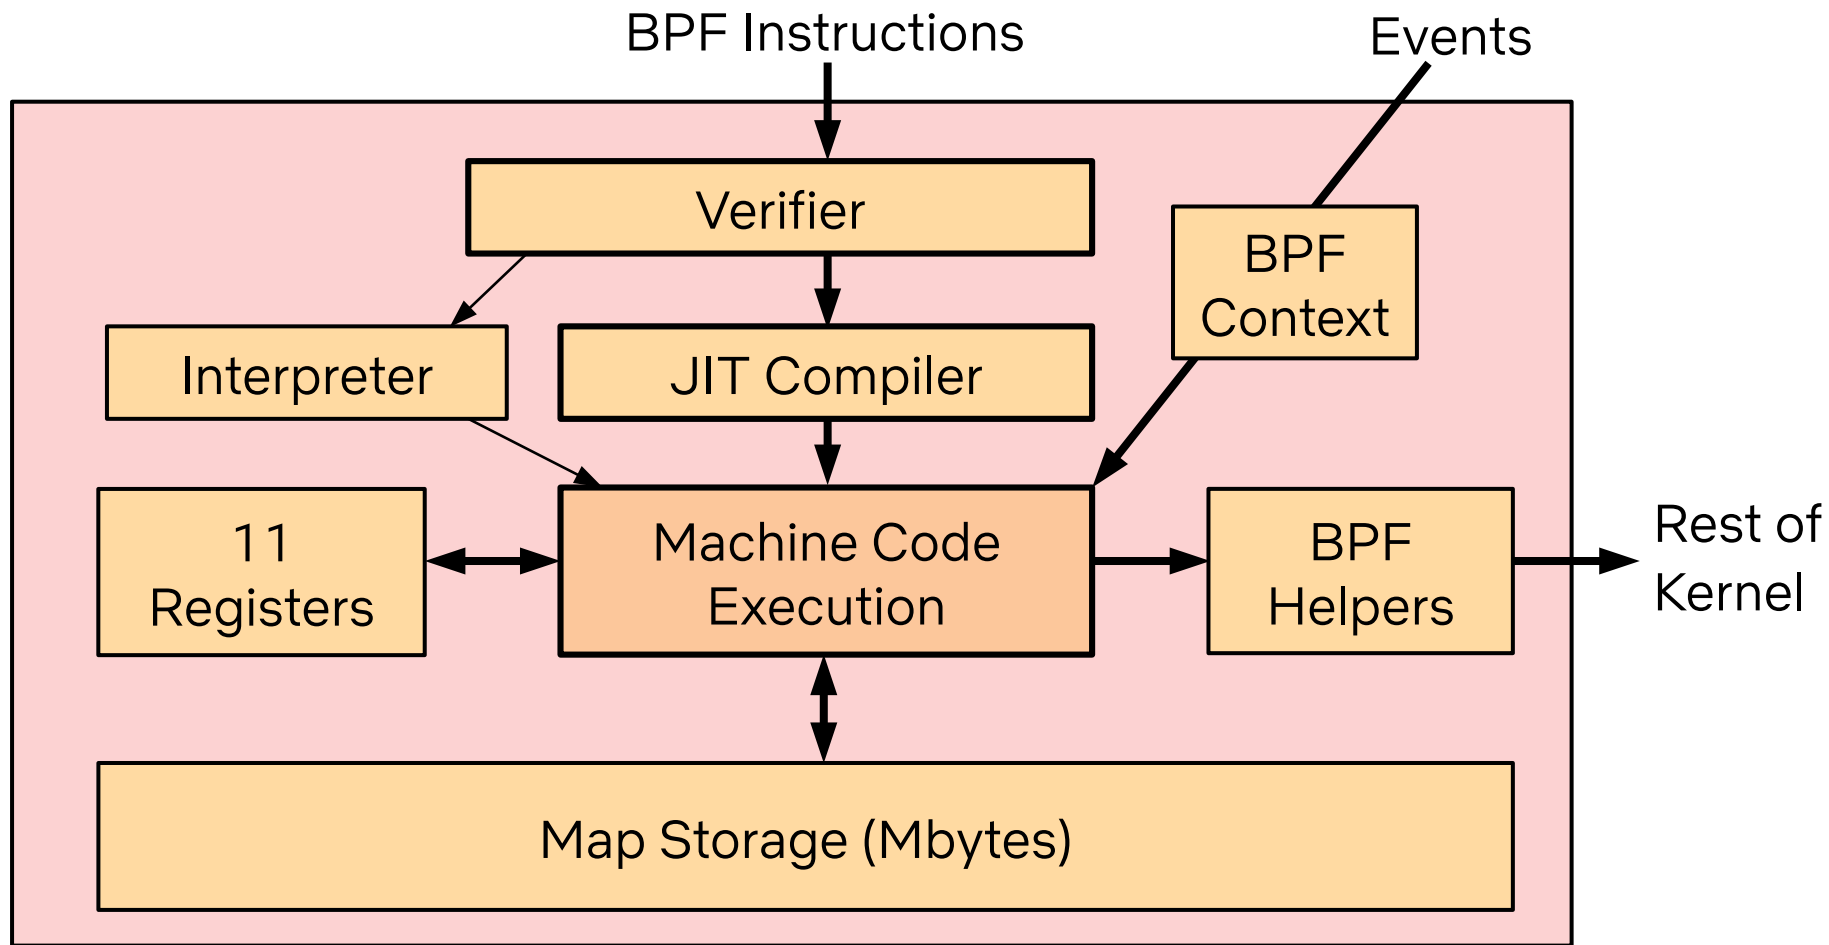 BPF Instructions
Events
Verifier
BPF
Context
Interpreter
JIT Compiler
11
Registers
Machine Code
Execution
BPF
Helpers
Rest of
Kernel
Map Storage (Mbytes)